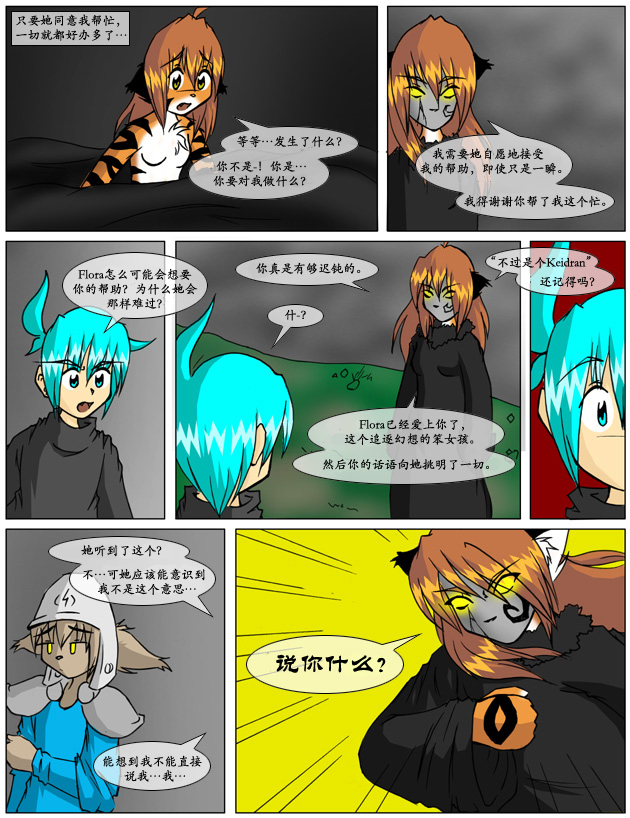 只要她同意我帮忙，
一切就都好办多了…
等等…发生了什么？
你不是-！你是…
你要对我做什么？
我需要她自愿地接受
我的帮助，即使只是一瞬。
我得谢谢你帮了我这个忙。
Flora怎么可能会想要
你的帮助？为什么她会
那样难过？
你真是有够迟钝的。
什-？
“不过是个Keidran”
还记得吗？
Flora已经爱上你了，
这个追逐幻想的笨女孩。
然后你的话语向她挑明了一切。
她听到了这个？
不…可她应该能意识到
我不是这个意思…
能想到我不能直接
说我…我…
说你什么？